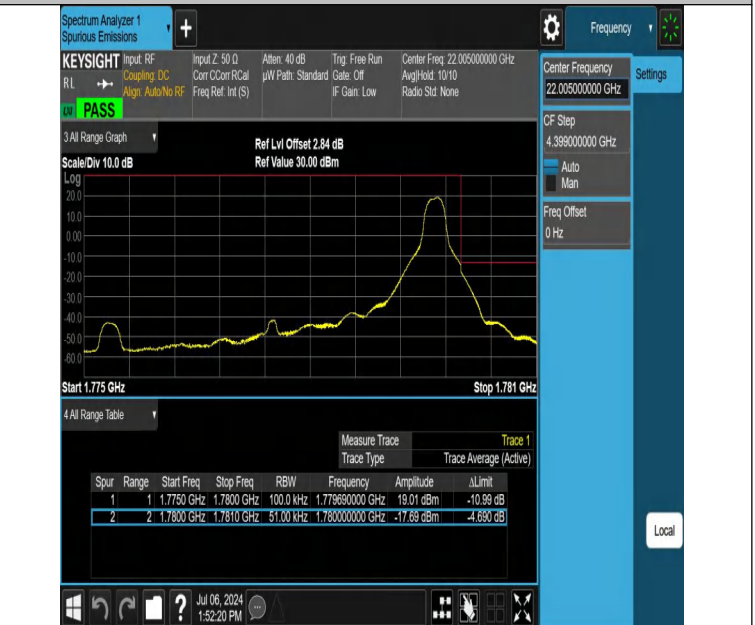 Spectrum Analyzer 1
Spurious Emissions
+
Frequency
KEYSIGHT Input: RF Input Z: 50 Ω Atten: 40 dB Trig: Free Run Center Freq: 22.005000000 GHz
RL Coupling: DC Corr CCorr RCal µW Path: Standard Gate: Off Avg|Hold: 10/10
Align: Auto/No RF Freq Ref: Int (S) IF Gain: Low Radio Std: None
PASS
Center Frequency
22.005000000 GHz
Settings
CF Step
4.399000000 GHz
Auto
Man
Freq Offset
0 Hz
3 All Range Graph
Ref Lvl Offset 2.84 dB
Scale/Div 10.0 dB Ref Value 30.00 dBm
Log
20.0
10.0
0.00
-10.0
-20.0
-30.0
-40.0
-50.0
-60.0
Start 1.775 GHz Stop 1.781 GHz
4 All Range Table
Measure Trace Trace 1
Trace Type Trace Average (Active)
Spur Range Start Freq Stop Freq RBW Frequency Amplitude ΔLimit
1 1 1.7750 GHz 1.7800 GHz 100.0 kHz 1.779690000 GHz 19.01 dBm -10.99 dB
2 2 1.7800 GHz 1.7810 GHz 51.00 kHz 1.780000000 GHz -17.69 dBm -4.690 dB
Local
? Jul 06, 2024
1:52:20 PM